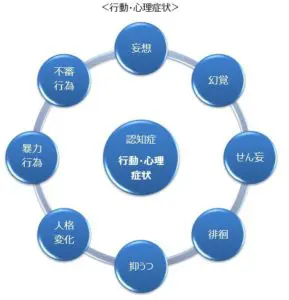 ＜行動・心理症状＞
妄想
幻覚
せん妄
徘徊
抑うつ
人格
変化
暴力
行為
不蓄
行為
認知症
行動・心理
症状